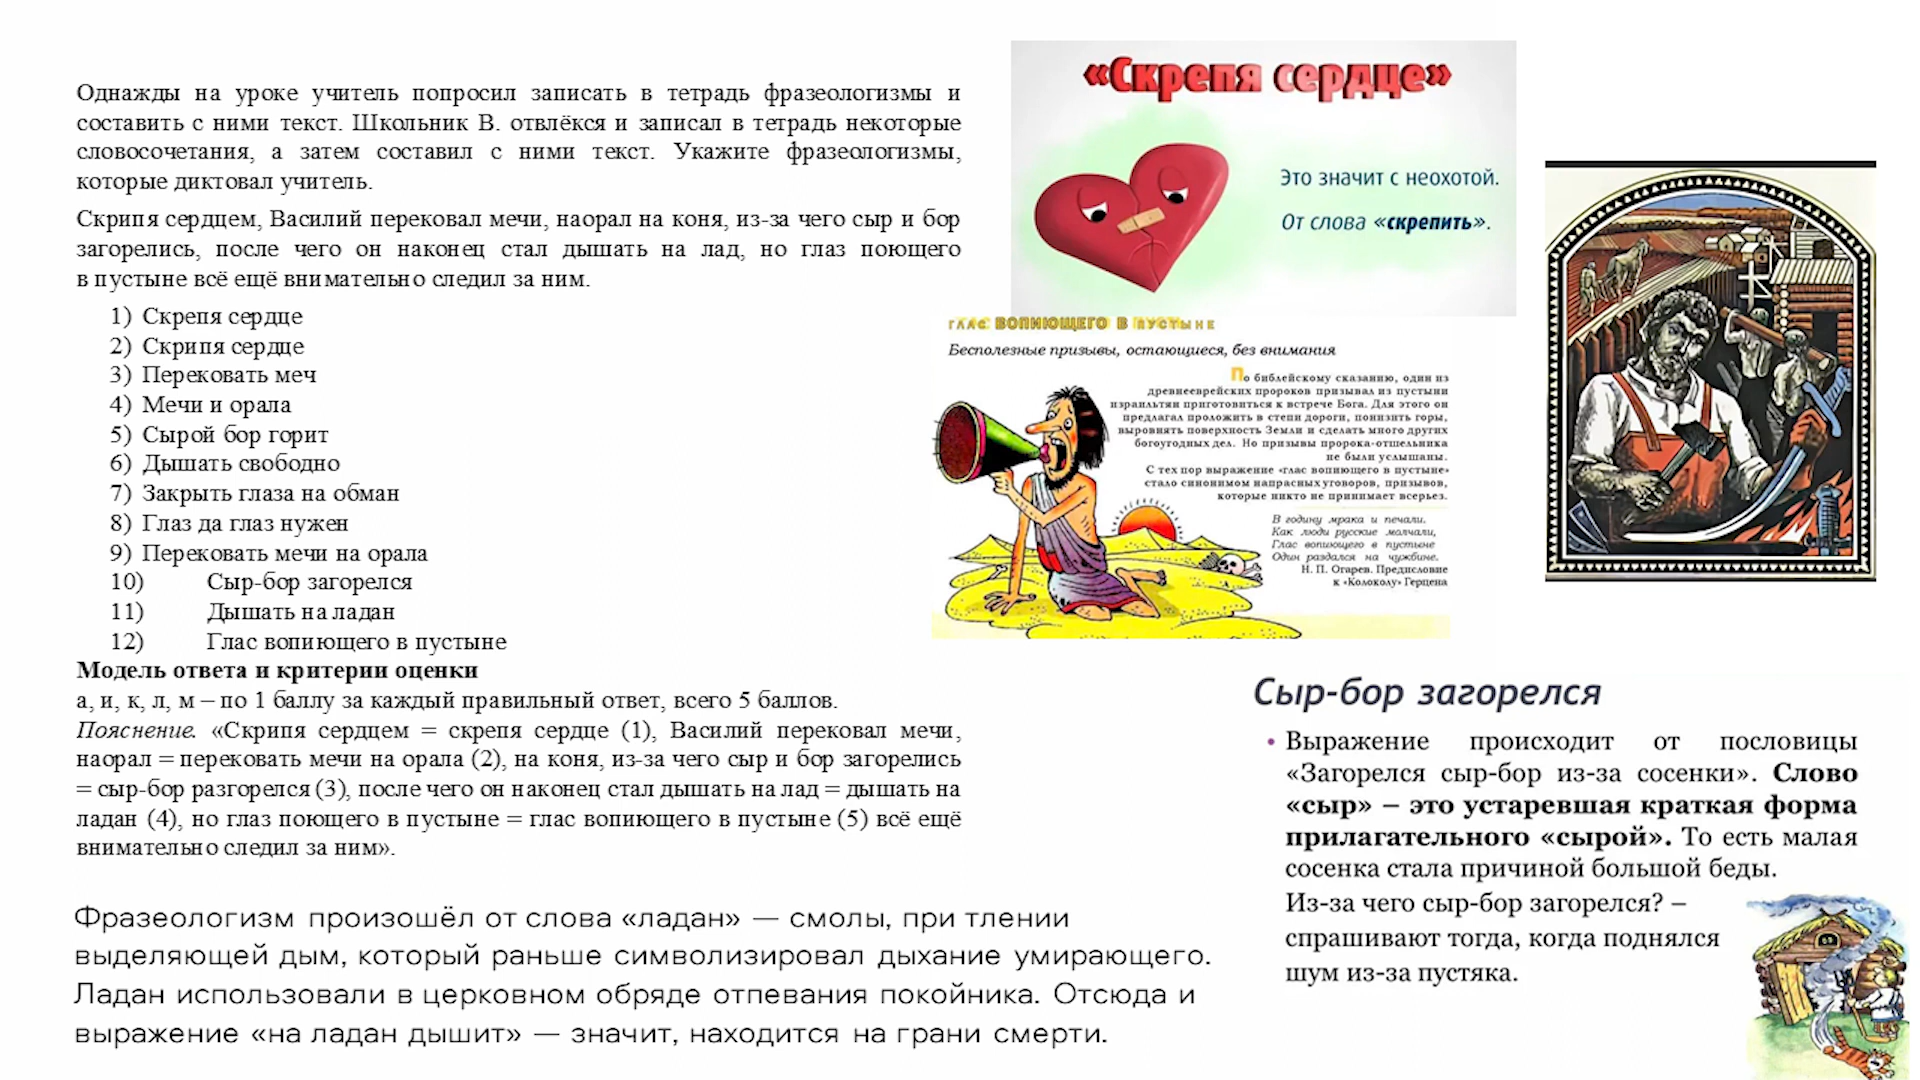 Однажды на уроке учитель попросил записать в тетрадь фразеологизмы и
составить с ними текст. Школьник В. отвлёкся и записал в тетрадь некоторые
словосочетания, а затем составил с ними текст. Укажите фразеологизмы,
которые диктовал учитель.
Скрипя сердцем, Василий перековал мечи, наорал на коня, из-за чего сыр и бор
загорелись, после чего он наконец стал дышать на лад, но глаз поющего
в пустыне всё ещё внимательно следил за ним.
1) Скрепя сердце
2) Скрипя сердце
3) Перековать меч
4) Мечи и орала
5) Сырой бор горит
6) Дышать свободно
7) Закрыть глаза на обман
8) Глаз да глаз нужен
9) Перековать мечи на орала
10) Сыр-бор загорелся
11) Дышать на ладан
12) Глас вопиющего в пустыне
Модель ответа и критерии оценки
а, и, к, л, м – по 1 баллу за каждый правильный ответ, всего 5 баллов.
Пояснение. «Скрипя сердцем = скрепя сердце (1), Василий перековал мечи,
наорал = перековать мечи на орала (2), на коня, из-за чего сыр и бор загорелись
= сыр-бор разгорелся (3), после чего он наконец стал дышать на лад = дышать на
ладан (4), но глаз поющего в пустыне = глас вопиющего в пустыне (5) всё ещё
внимательно следил за ним».
Фразеологизм произошёл от слова «ладан» — смолы, при тлении
выделяющей дым, который раньше символизировал дыхание умирающего.
Ладан использовали в церковном обряде отпевания покойника. Отсюда и
выражение «на ладан дышит» — значит, находится на грани смерти.
«Скрепя сердце»
Это значит с неохотой.
От слова «скрепить».
ГЛАС ВОПИЮЩЕГО В ПУСТЫНЕ
Бесполезные призывы, остающиеся, без внимания
По библейскому сказанию, один из
древнееврейских пророков призывал из пустыни
израильтян приготовиться к встрече Бога. Для этого он
предлагал проложить в степи дороги, понизить горы,
выровнять поверхность Земли и сделать много других
богоугодных дел. Но призывы пророка-отшельника
не были услышаны.
С тех пор выражение «глас вопиющего в пустыне»
стало синонимом напрасных уговоров, призывов,
которые никто не принимает всерьез.
В годину мрака и печали.
Как люди русские молчали,
Глас вопиющего в пустыне
Один раздался на чужбине.
Н. П. Огарев. Предисловие
к «Колоколу» Герцена
Сыр-бор загорелся
• Выражение происходит от пословицы
«Загорелся сыр-бор из-за сосенки». Слово
«сыр» – это устаревшая краткая форма
прилагательного «сырой». То есть малая
сосенка стала причиной большой беды.
Из-за чего сыр-бор загорелся? –
спрашивают тогда, когда поднялся
шум из-за пустяка.